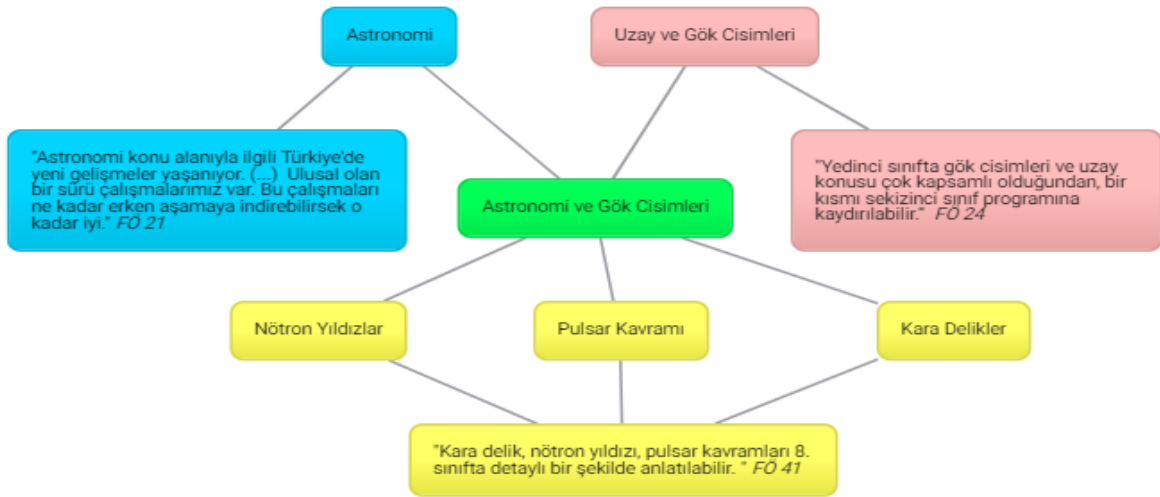 Astronomi
Uzay ve Gök Cisimleri
"Astronomi konu alanıyla ilgili Türkiye'de
yeni gelişmeler yaşanıyor. (...) Ulusal olan
bir sürü çalışmalarımız var. Bu çalışmaları
ne kadar erken aşamaya indirebilirsek o
kadar iyi." FÖ 21
Astronomi ve Gök Cisimleri
"Yedinci sınıfta gök cisimleri ve uzay
konusu çok kapsamlı olduğundan, bir
kısmı sekizinci sınıf programına
kaydırılabilir." FÖ 24
Nötron Yıldızlar
Pulsar Kavramı
Kara Delikler
"Kara delik, nötron yıldızı, pulsar kavramları 8.
sınıfta detaylı bir şekilde anlatılabilir. " FÖ 41